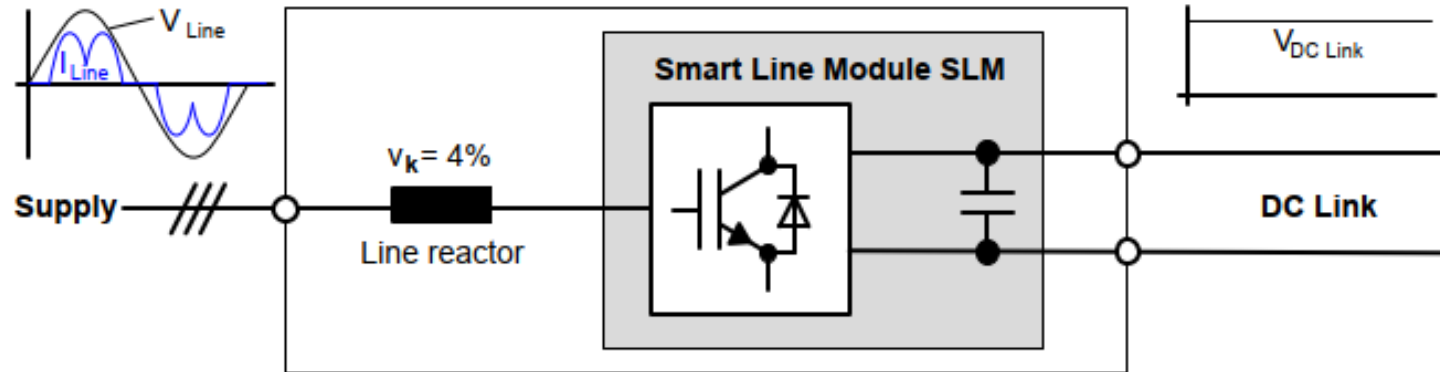 V Line
I Line
Smart Line Module SLM
V DC Link
vk = 4%
Supply
Line reactor
DC Link